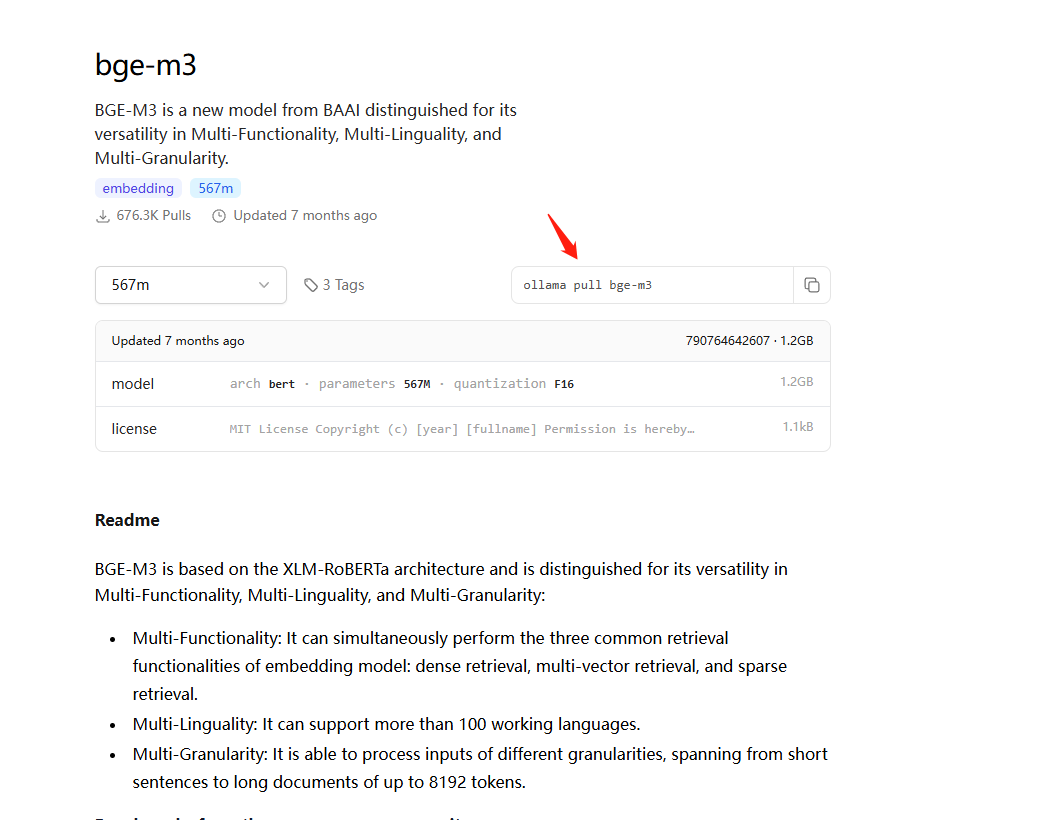 bge-m3
BGE-M3 is a new model from BAAI distinguished for its
versatility in Multi-Functionality, Multi-Linguality, and
Multi-Granularity.
embedding 567m
676.3K Pulls Updated 7 months ago
567m 3 Tags ollama pull bge-m3
Updated 7 months ago 790764642607 · 1.2GB
model arch bert · parameters 567M · quantization F16 1.2GB
license MIT License Copyright (c) [year] [fullname] Permission is hereby… 1.1kB
Readme
BGE-M3 is based on the XLM-RoBERTa architecture and is distinguished for its versatility in
Multi-Functionality, Multi-Linguality, and Multi-Granularity:
• Multi-Functionality: It can simultaneously perform the three common retrieval
functionalities of embedding model: dense retrieval, multi-vector retrieval, and sparse
retrieval.
• Multi-Linguality: It can support more than 100 working languages.
• Multi-Granularity: It is able to process inputs of different granularities, spanning from short
sentences to long documents of up to 8192 tokens.